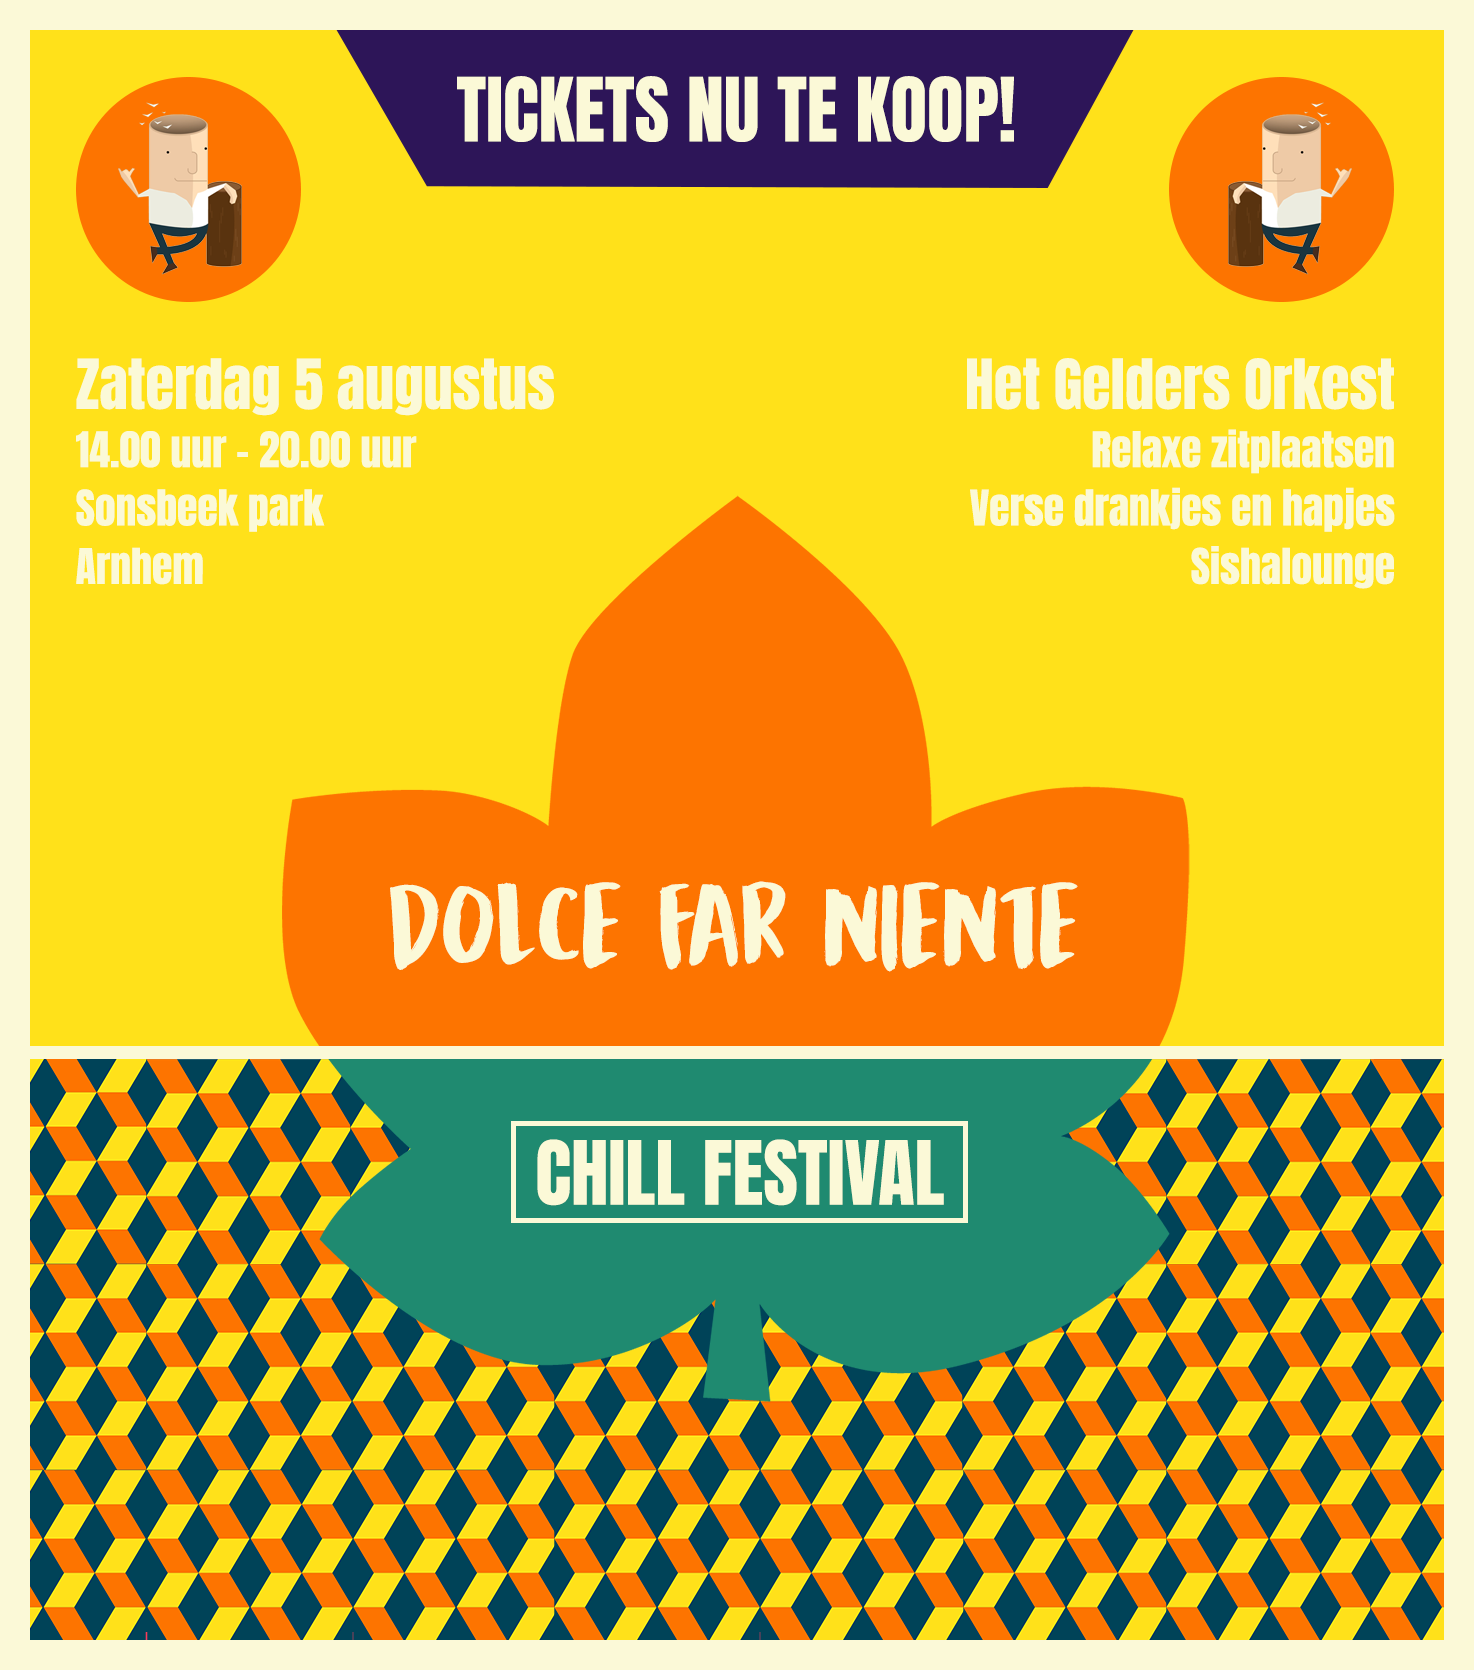 TICKETS NU TE KOOP!
Zaterdag 5 augustus
14.00 uur - 20.00 uur
Sonsbeek park
Arnhem
Het Gelders Orkest
Relaxe zitplaatsen
Verse drankjes en hapjes
Sishalounge
DOLCE FAR NIENTE
CHILL FESTIVAL